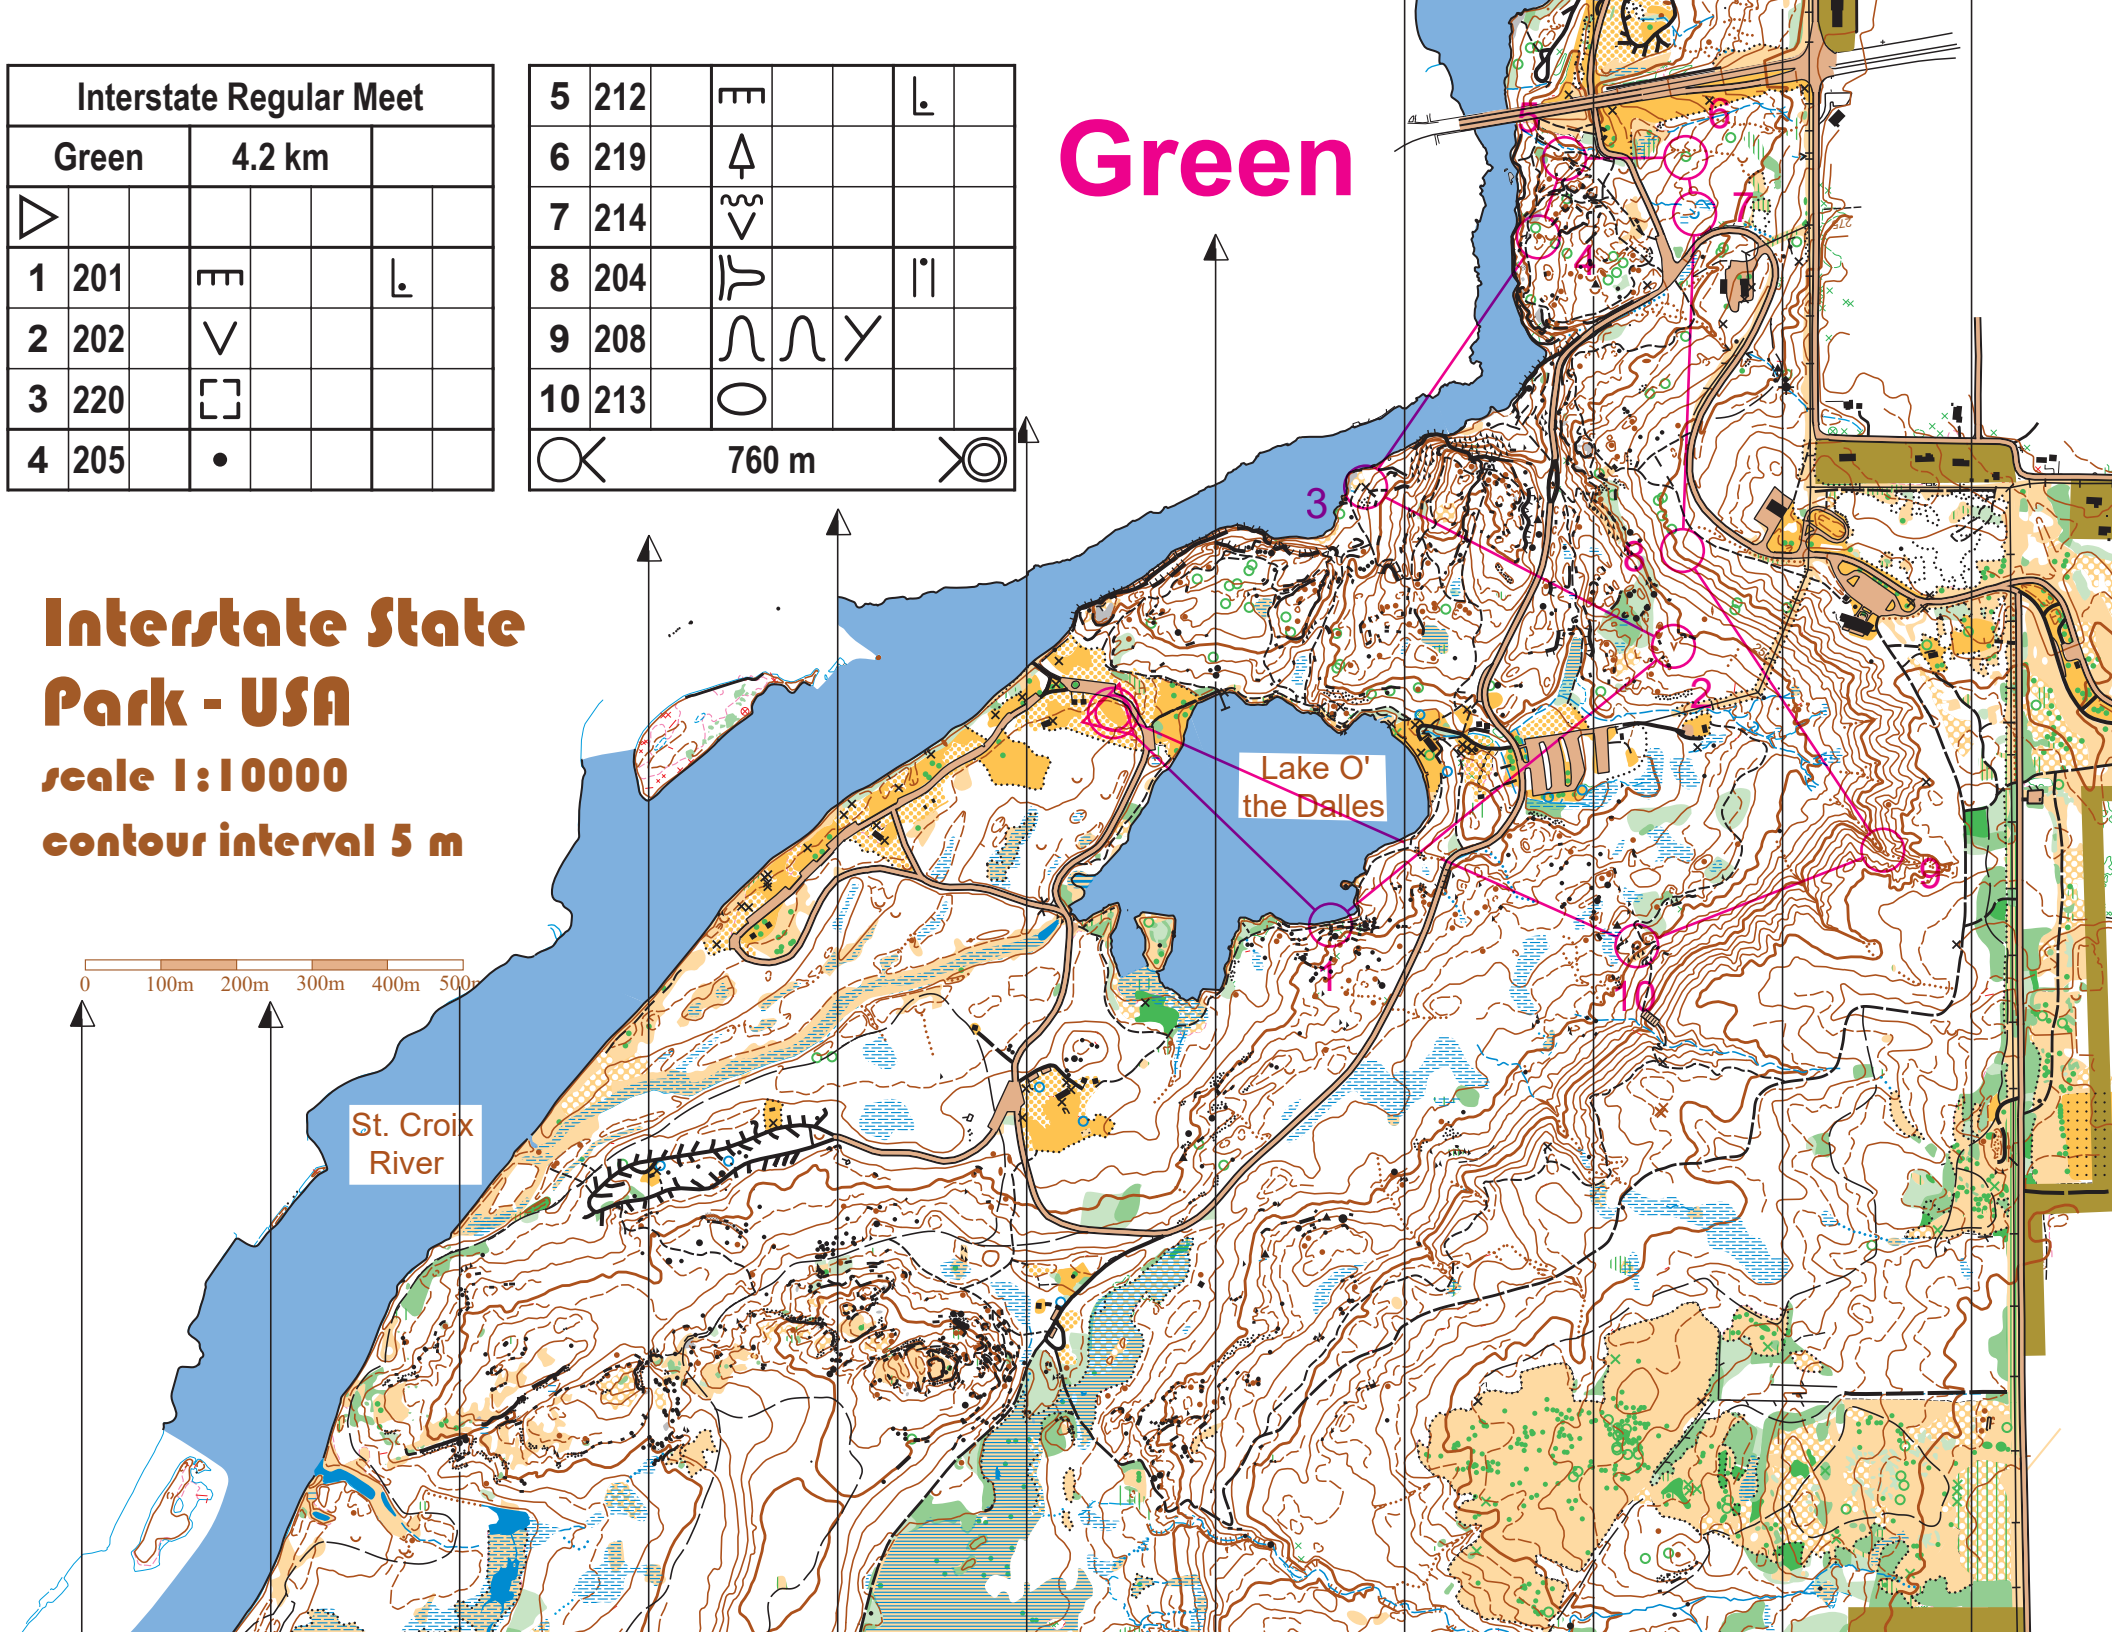 Interstate Regular Meet
Green 4.2 km
1 201
2 202
3 220
4 205
5 212
6 219
7 214
8 204
9 208
10 213
760 m
Green
Interstate State
Park - USA
scale 1:10000
contour interval 5 m
0 100m 200m 300m 400m 500m
St. Croix
River
Lake O'
the Dalles
5
6
7
4
3
8
2
9
1
10